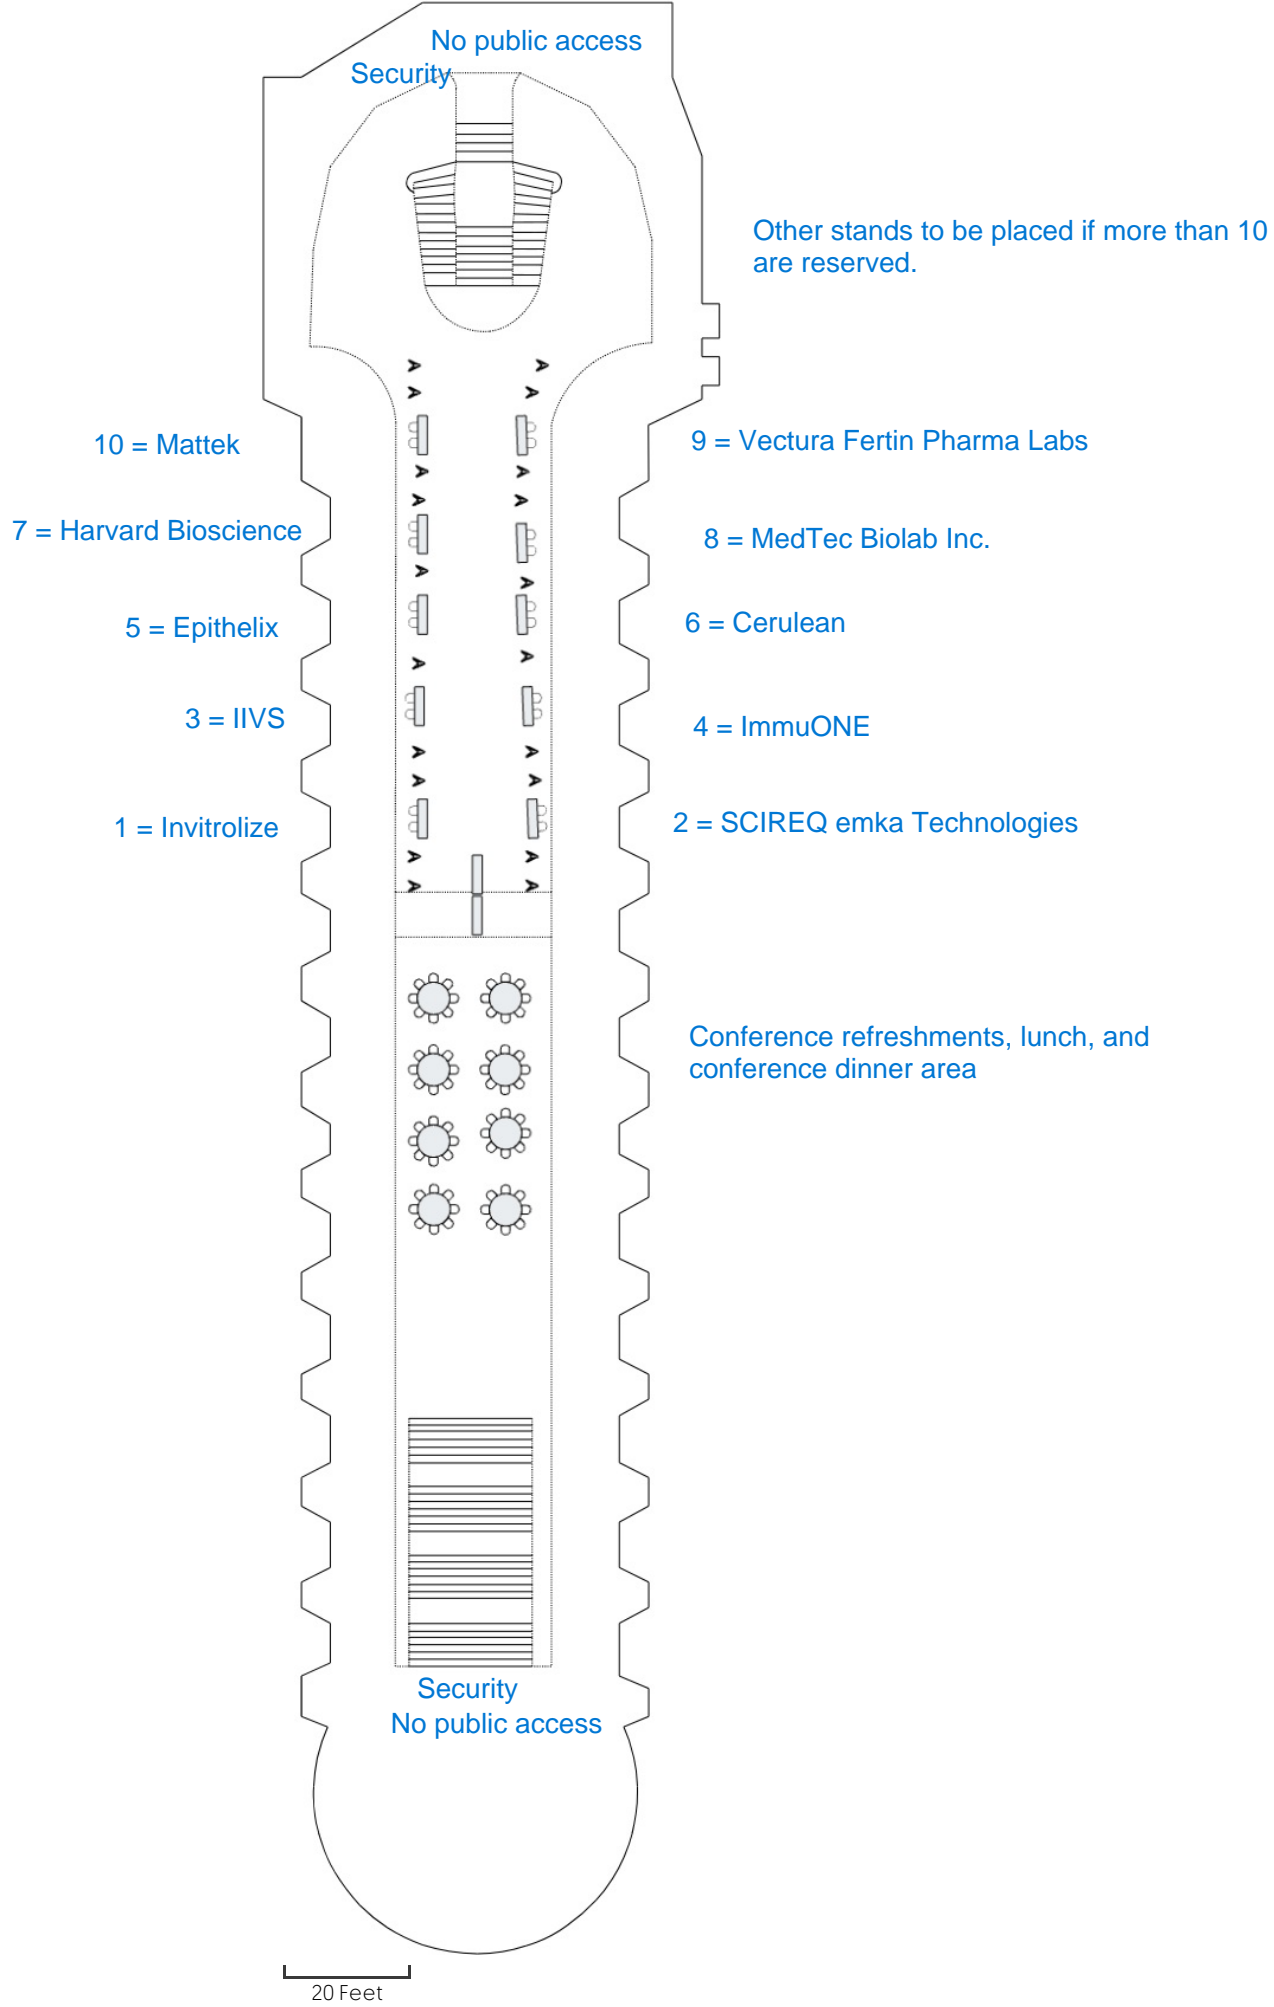 No public access
Security
Other stands to be placed if more than 10
are reserved.
10 = Mattek
9 = Vectura Fertin Pharma Labs
7 = Harvard Bioscience
8 = MedTec Biolab Inc.
5 = Epithelix
6 = Cerulean
3 = IIVS
4 = ImmuONE
1 = Invitrolize
2 = SCIREQ emka Technologies
Conference refreshments, lunch, and
conference dinner area
Security
No public access
20 Feet